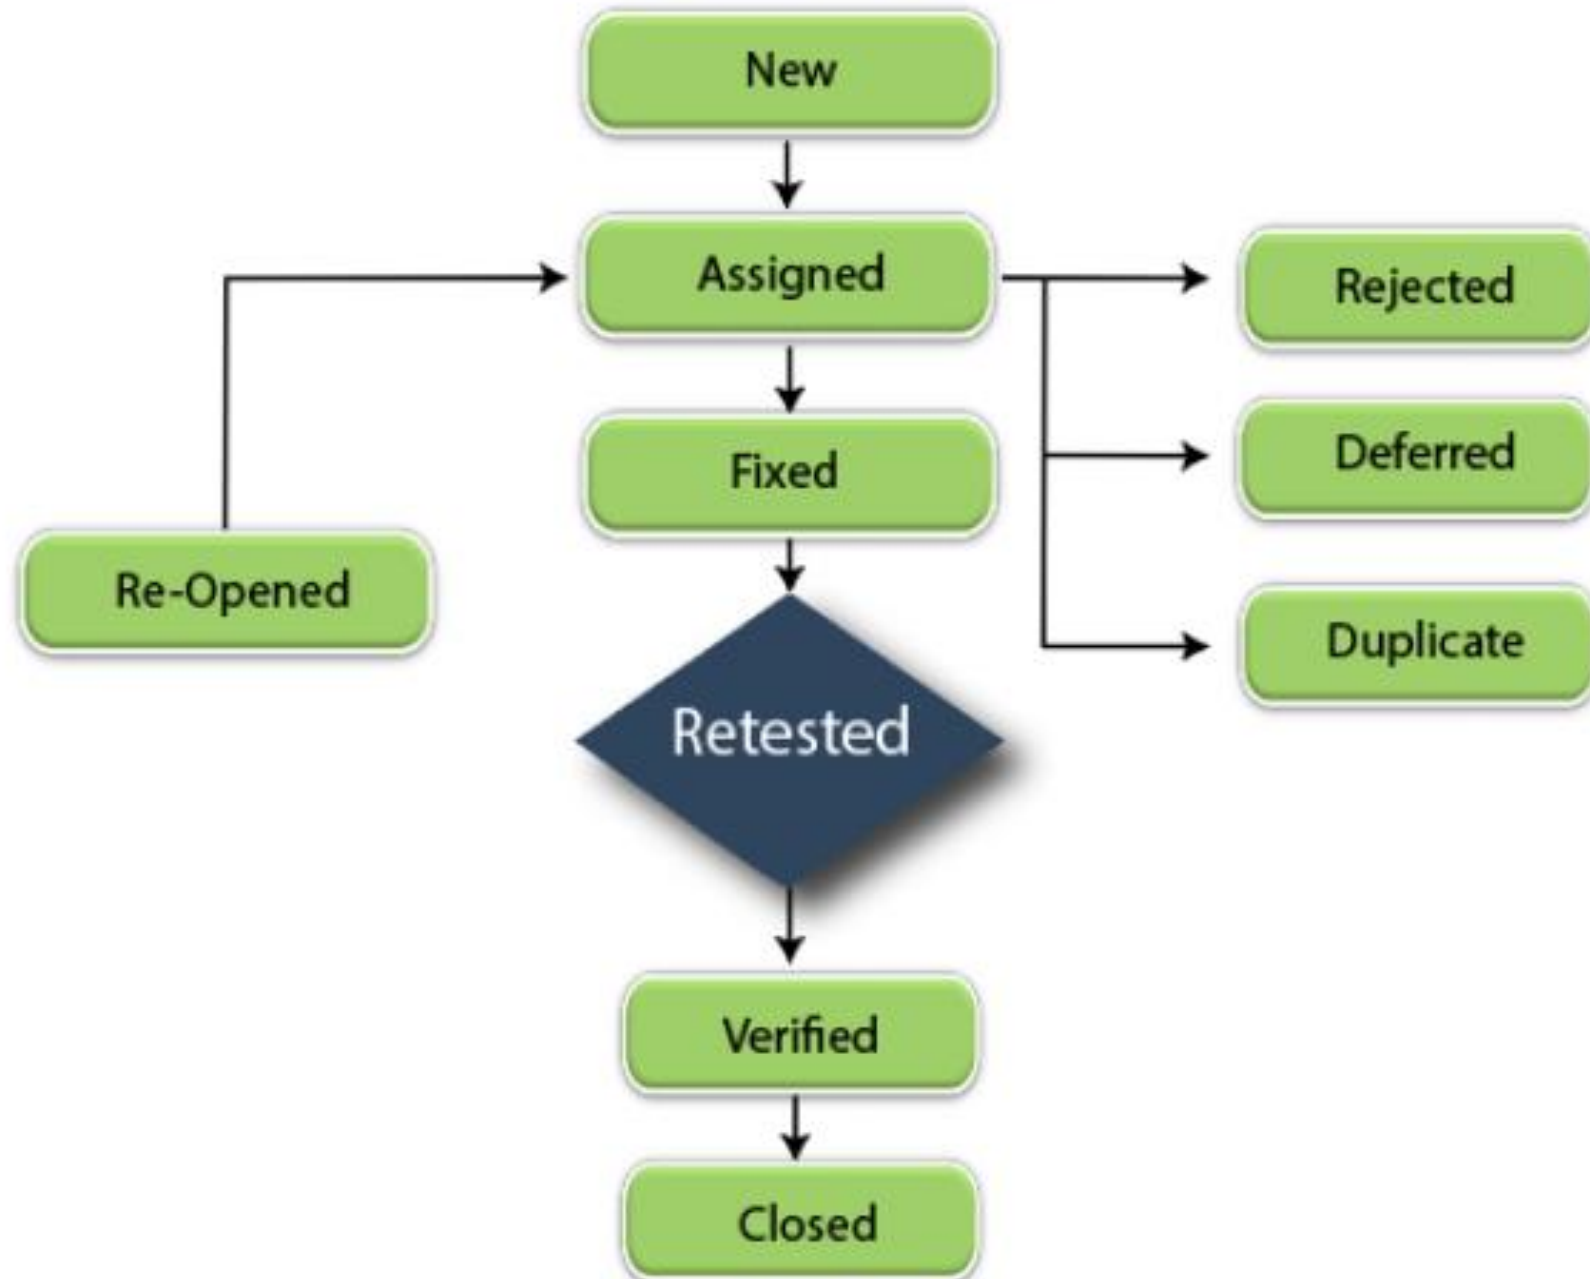 New
Assigned
Rejected
Fixed
Deferred
Re-Opened
Duplicate
Retested
Verified
Closed